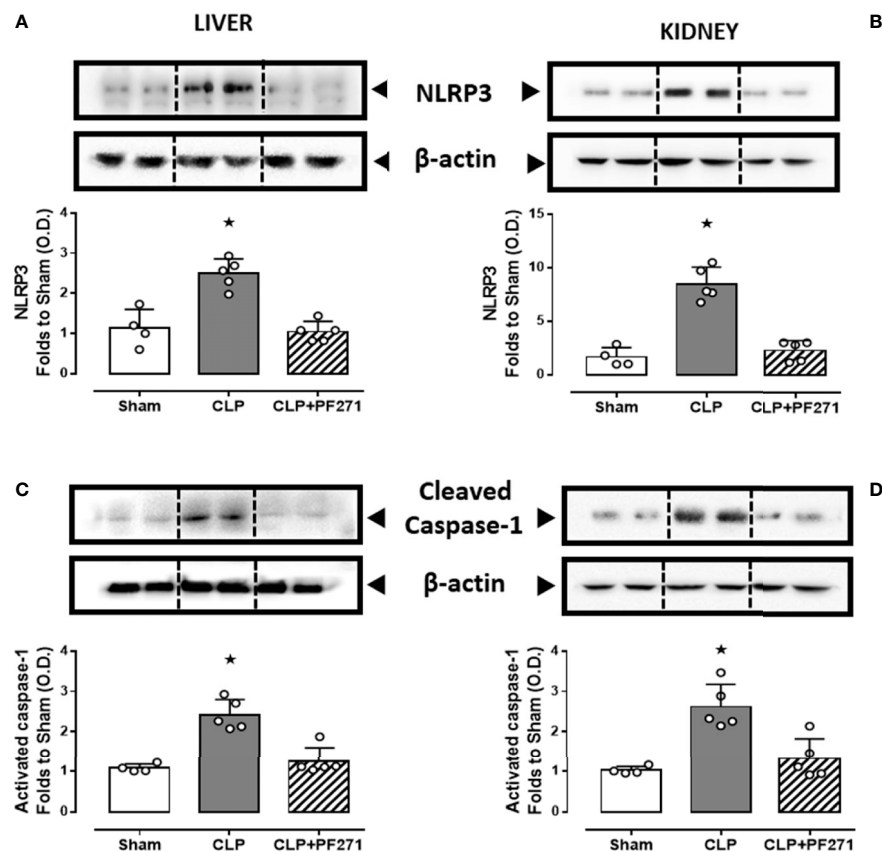 A
LIVER
KIDNEY
B
NLRP3
β-actin
NLRP3
Folds to Sham (O.D.)
4
3
2
1
0
★
Sham
CLP
CLP+PF271
NLRP3
Folds to Sham (O.D.)
15
10
5
0
★
Sham
CLP
CLP+PF271
C
Cleaved
Caspase-1
D
β-actin
Activated caspase-1
Folds to Sham (O.D.)
4
3
2
1
0
★
Sham
CLP
CLP+PF271
Activated caspase-1
Folds to Sham (O.D.)
4
3
2
1
0
★
Sham
CLP
CLP+PF271